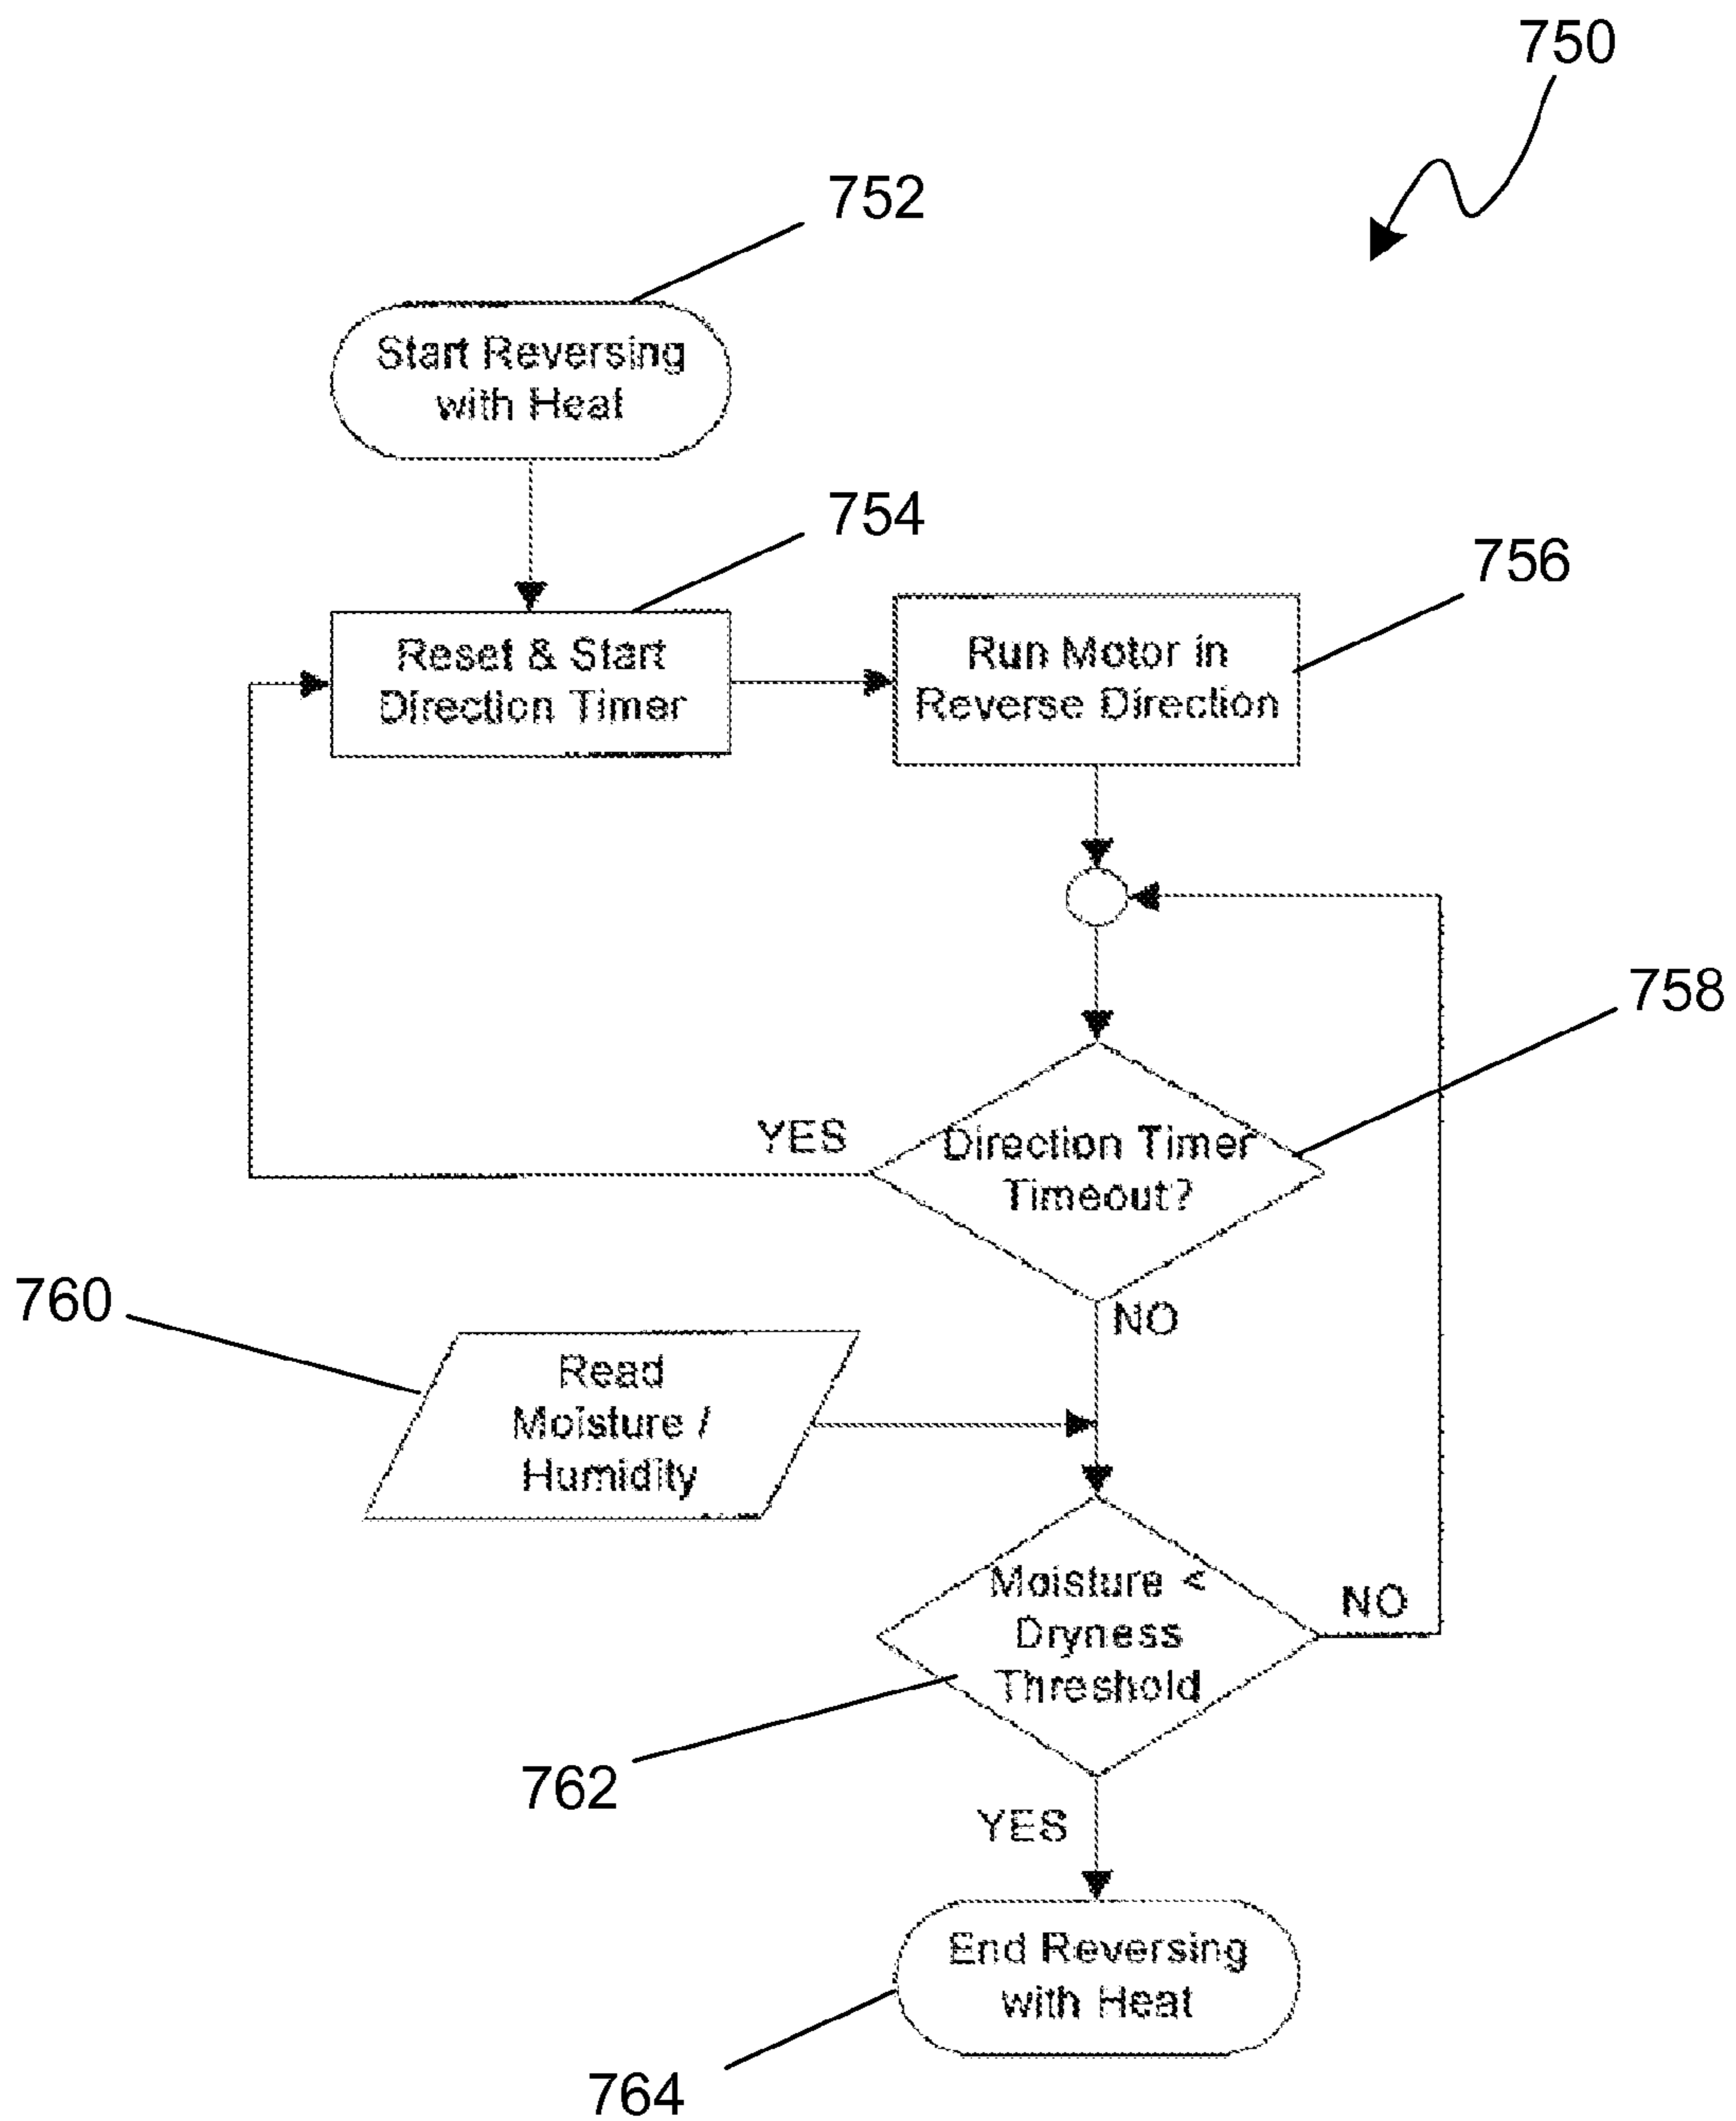 750
752
Start Reversing
with Heat
754
Reset & Start
Direction Timer
756
Run Motor in
Reverse Direction
758
YES
Direction Timer
Timeout?
NO
760
Read
Moisture /
Humidity
Moisture <
Dryness
Threshold
NO
762
YES
End Reversing
with Heat
764